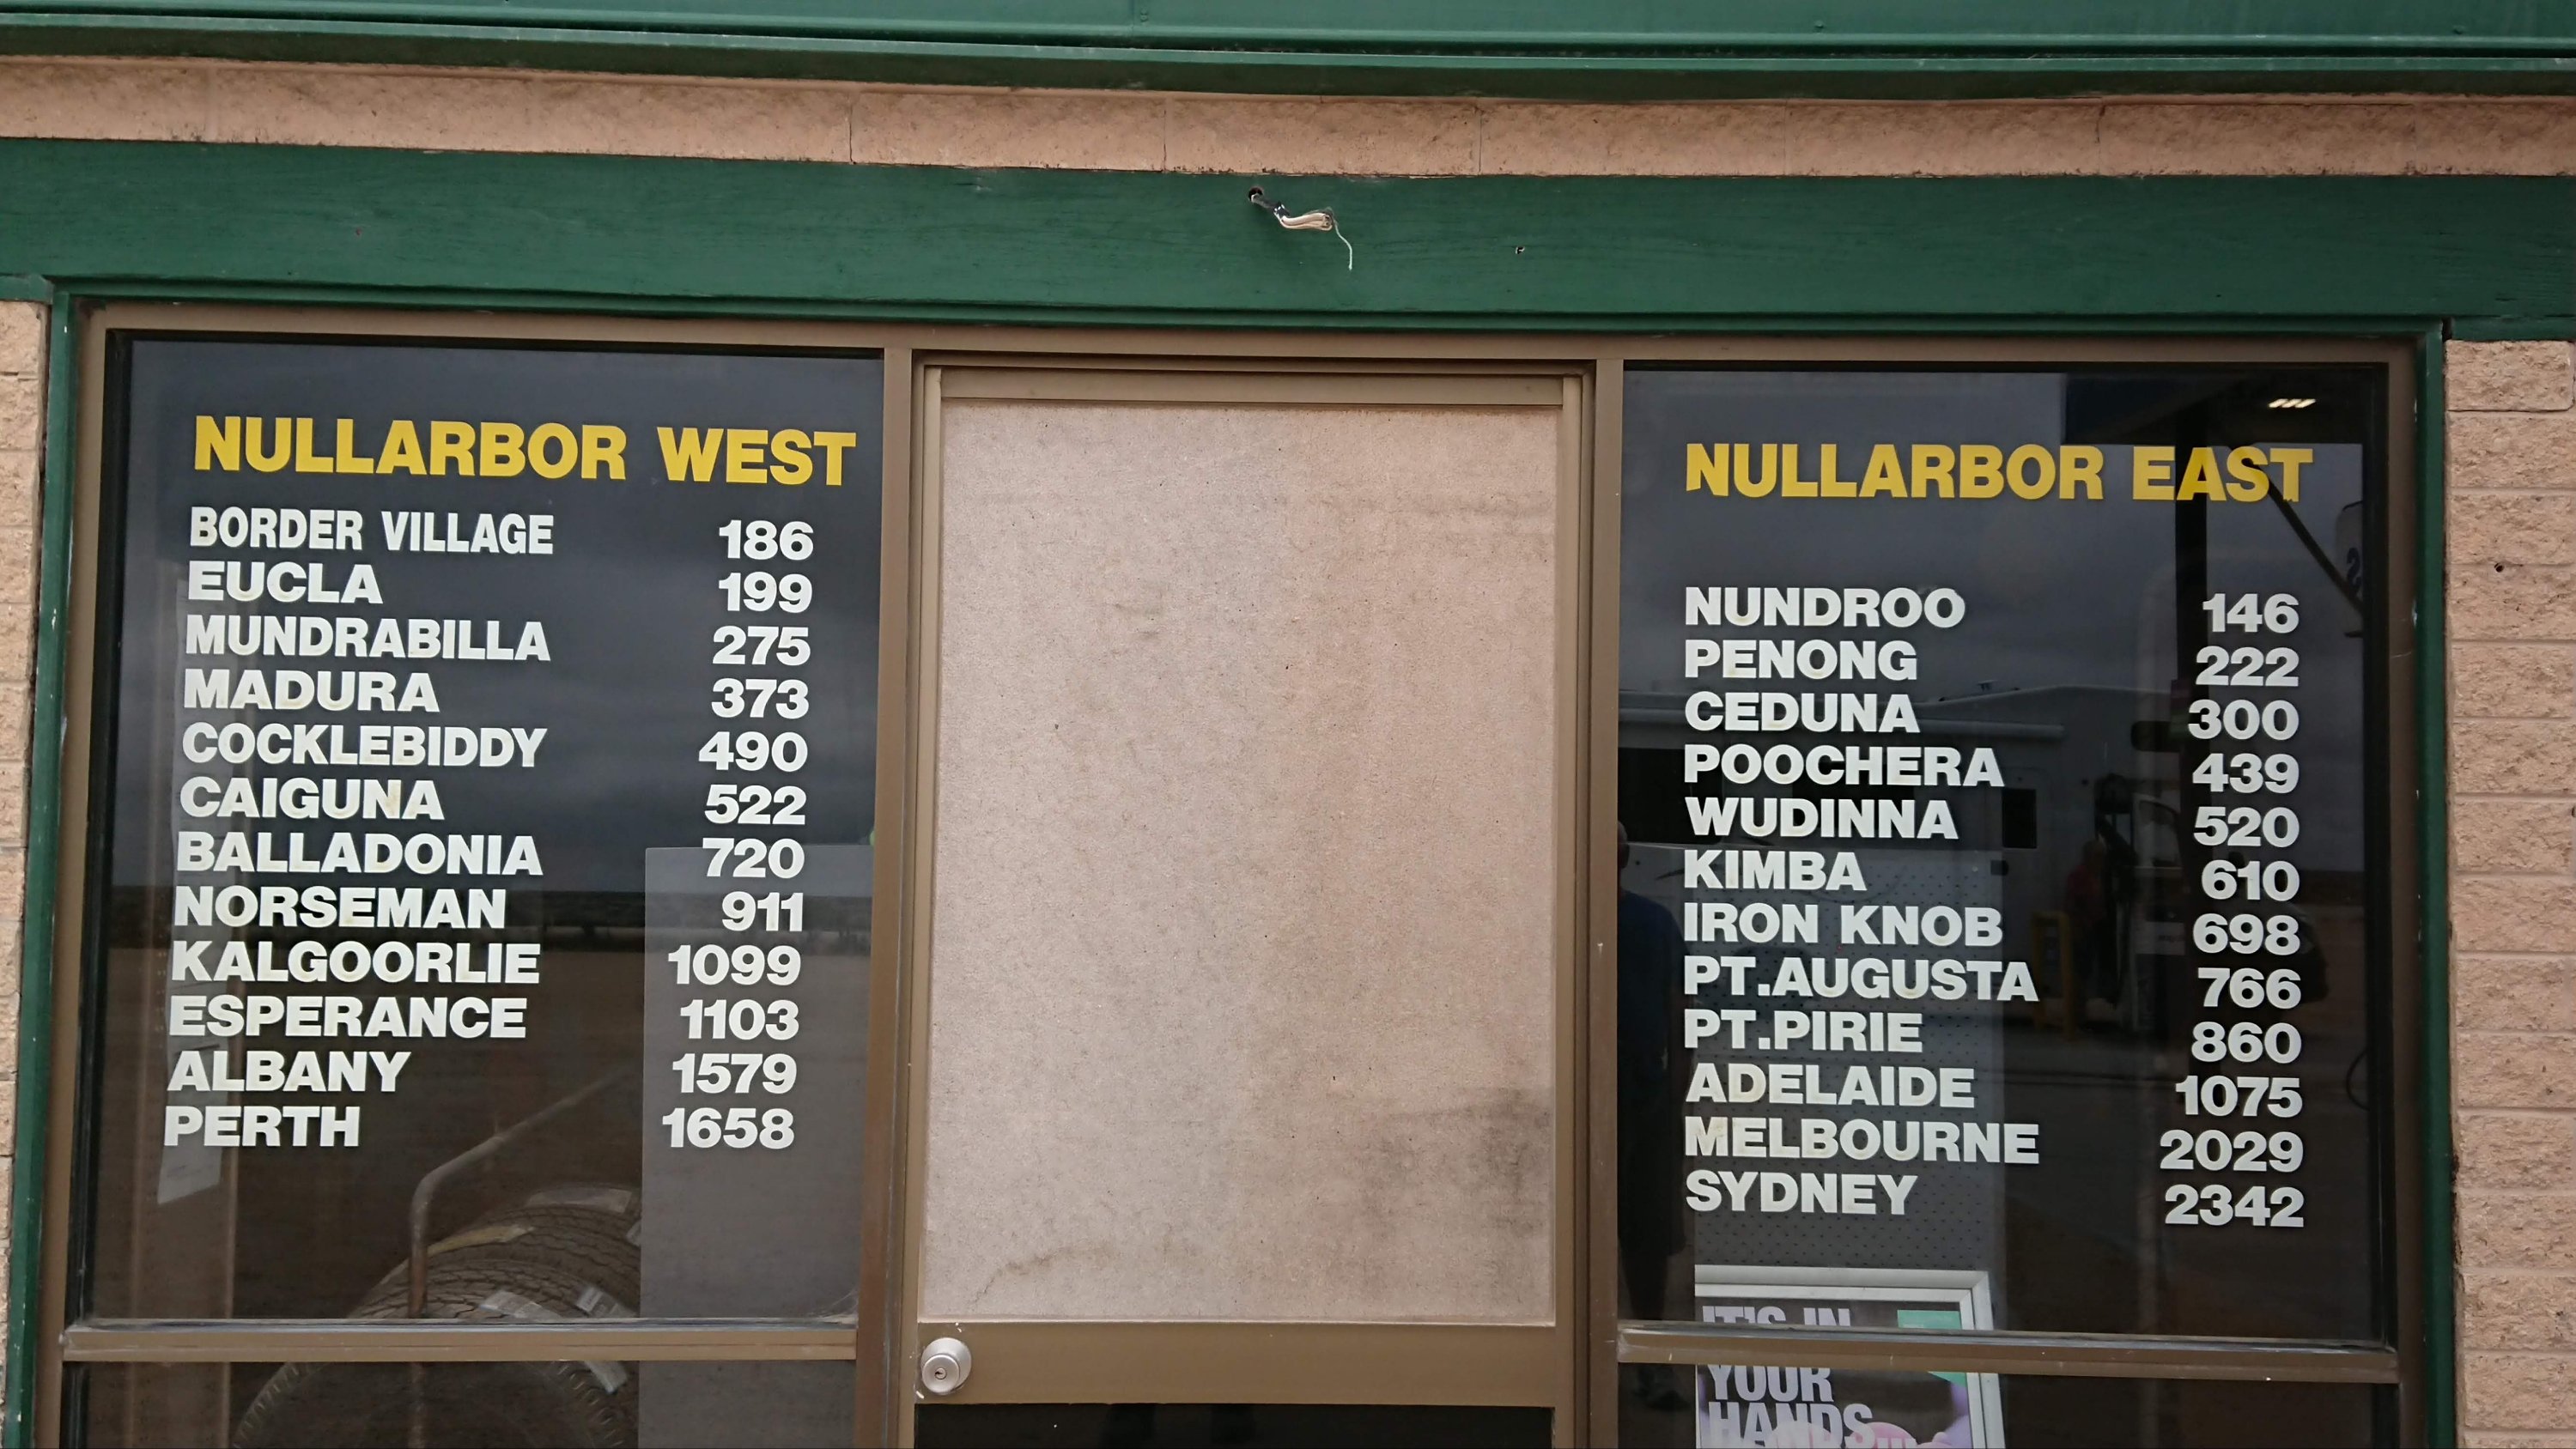 NULLARBOR WEST
BORDER VILLAGE 186
EUCLA 199
MUNDRABILLA 275
MADURA 373
COCKLEBIDDY 490
CAIGUNA 522
BALLADONIA 720
NORSEMAN 911
KALGOORLIE 1099
ESPERANCE 1103
ALBANY 1579
PERTH 1658
NULLARBOR EAST
NUNDROO 146
PENONG 222
CEDUNA 300
POOCHERA 439
WUDINNA 520
KIMBA 610
IRON KNOB 698
PT.AUGUSTA 766
PT.PIRIE 860
ADELAIDE 1075
MELBOURNE 2029
SYDNEY 2342
IT'S IN
YOUR
HANDS